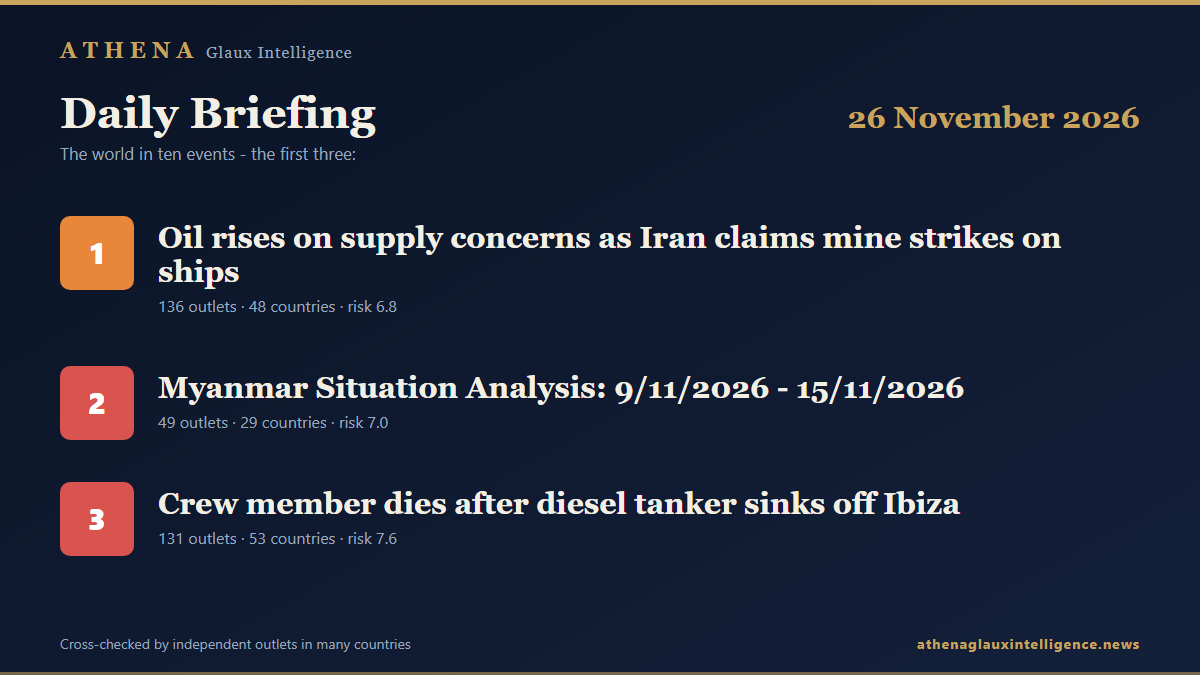 ATHENA Glaux Intelligence
Daily Briefing
26 November 2026
The world in ten events - the first three:
1
Oil rises on supply concerns as Iran claims mine strikes on
ships
136 outlets · 48 countries · risk 6.8
2
Myanmar Situation Analysis: 9/11/2026 - 15/11/2026
49 outlets · 29 countries · risk 7.0
3
Crew member dies after diesel tanker sinks off Ibiza
131 outlets · 53 countries · risk 7.6
Cross-checked by independent outlets in many countries
athenaglauxintelligence.news